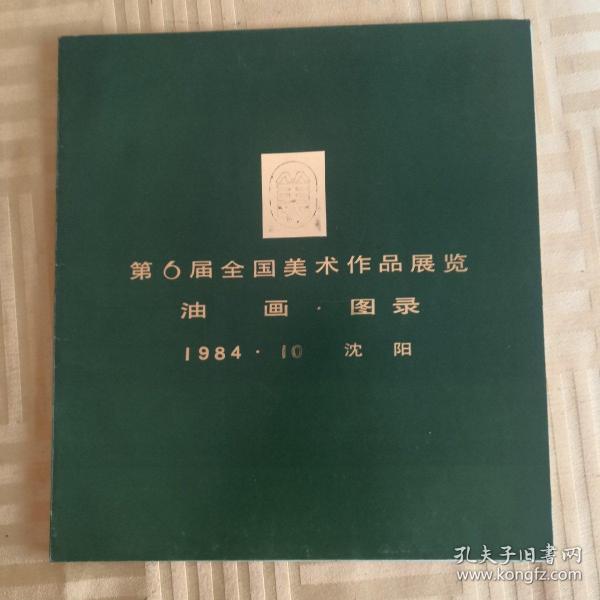 第6届全国美术作品展览
油 画·图录
1984·10 沈 阳
孔夫子旧书网
www.kongfz.com